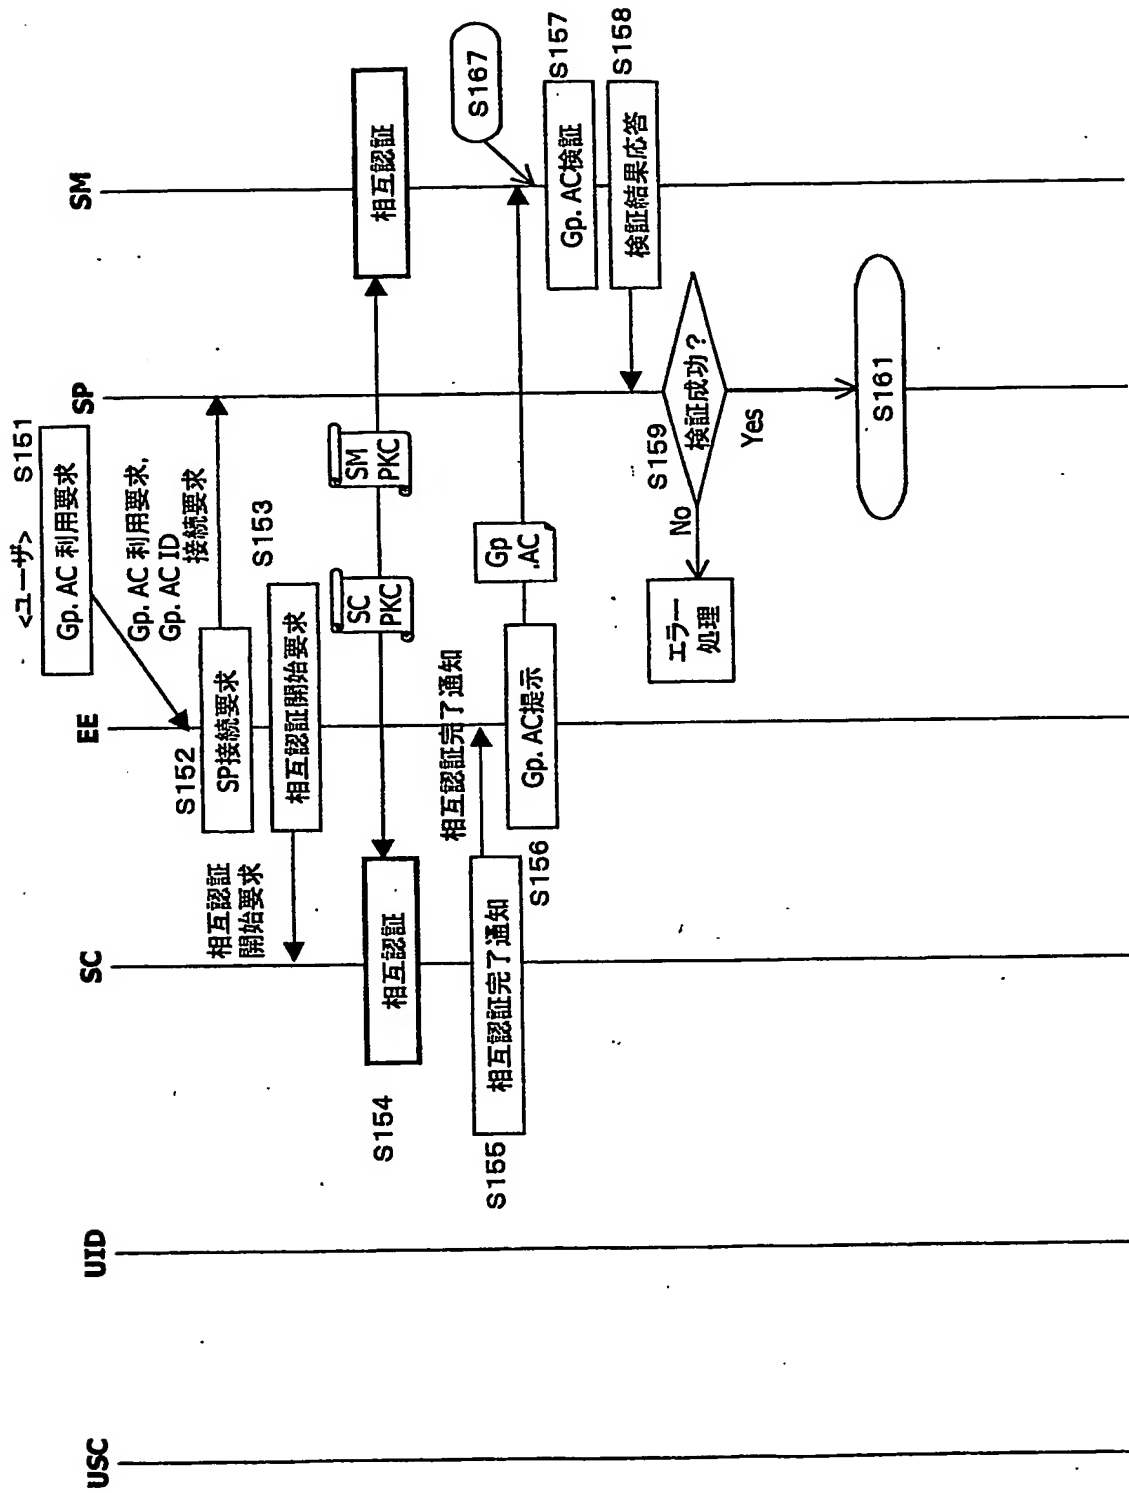 USC
UID
SC
EE
SP
SM
<ユーザ>
Gp. AC 利用要求
S151
S152
SP接続要求
Gp. AC 利用要求,
Gp. AC ID
接続要求
S153
相互認証開始要求
相互認証
開始要求
S154
相互認証
SC
PKC
SM
PKC
相互認証
S155
相互認証完了通知
相互認証完了通知
S156
Gp. AC提示
Gp
.AC
S167
Gp. AC検証
S157
検証結果応答
S158
S159
検証成功？
No
エラー
処理
Yes
S161